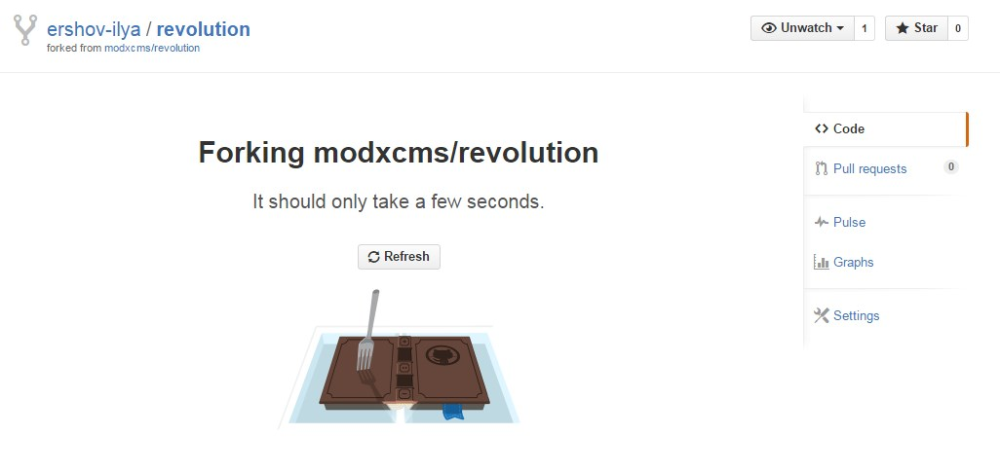 ershov-ilya / revolution
forked from modxcms/revolution
Unwatch 1
Star 0
Forking modxcms/revolution
It should only take a few seconds.
Refresh
Code
Pull requests 0
Pulse
Graphs
Settings